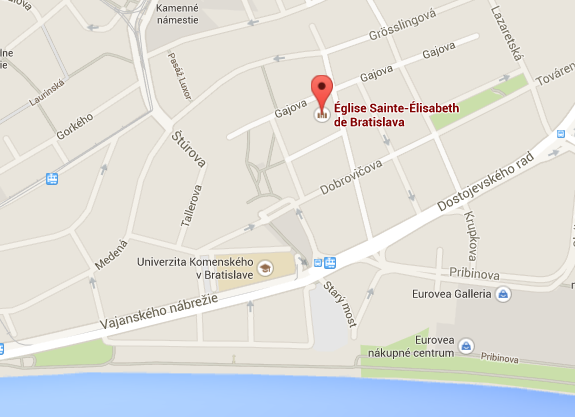 Kamenné
námestie
Grösslingová
Lazaretská
Gajova
Pasáž Luxor
Gajova
Továren
lne
ie
Laurinská
Gajova
Église Sainte-Élisabeth
de Bratislava
Gorkého
Štúrova
Dobrovičova
Dostojevského rad
Tallerova
Krupkova
Medená
Univerzita Komenského
v Bratislave
Pribinova
Starý most
Eurovea Galleria
Vajanského nábrežie
Eurovea
nákupné centrum
Pribinova